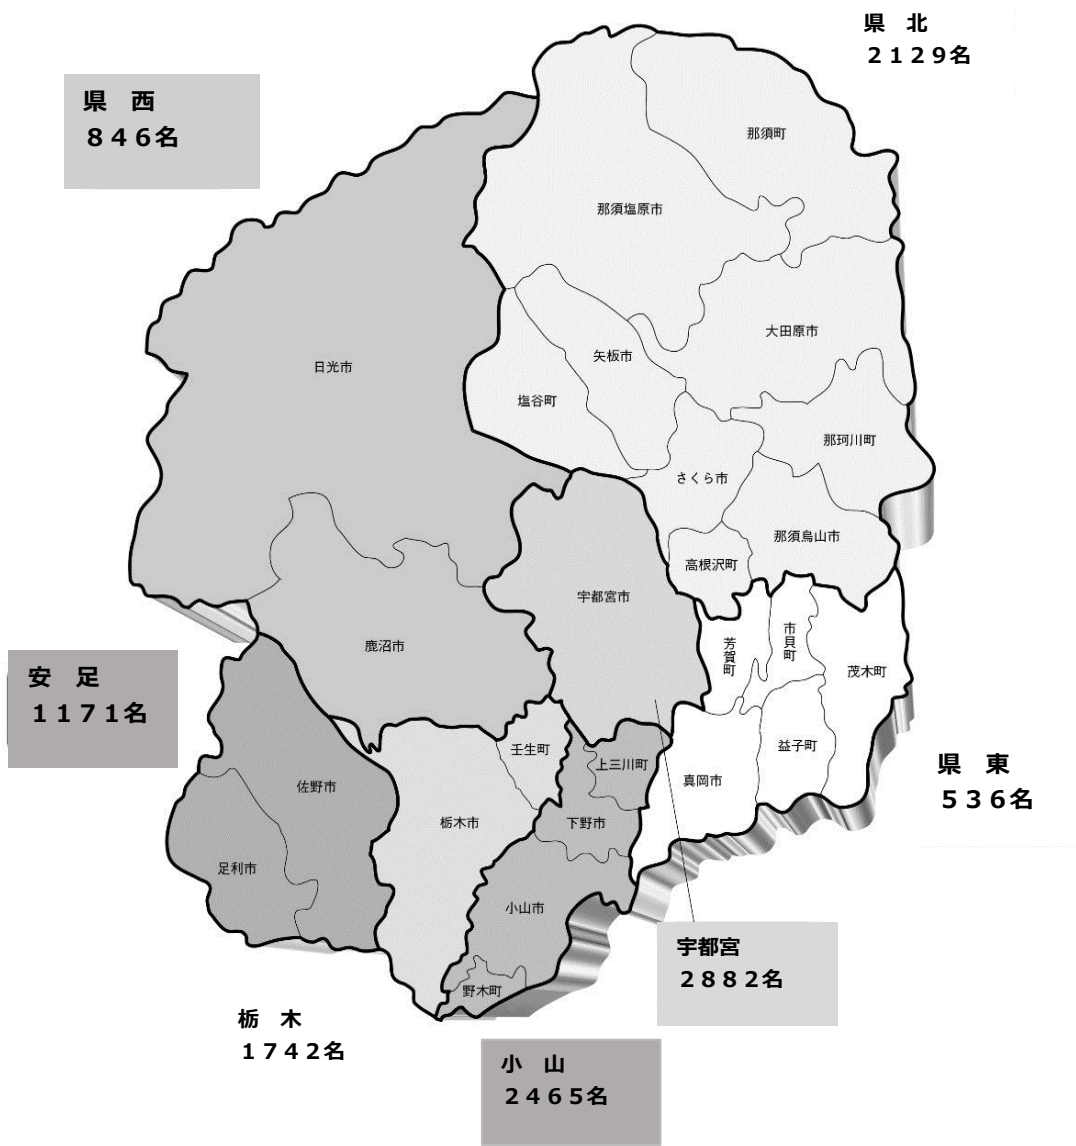 県　北
２１２９名
県　西
８４６名
那須町
那須塩原市
大田原市
矢板市
日光市
塩谷町
那珂川町
さくら市
那須烏山市
高根沢町
宇都宮市
鹿沼市
芳賀町
市貝町
茂木町
安　足
１１７１名
益子町
壬生町
上三川町
真岡市
県　東
５３６名
佐野市
栃木市
下野市
足利市
小山市
宇都宮
２８８２名
野木町
栃　木
１７４２名
小　山
２４６５名